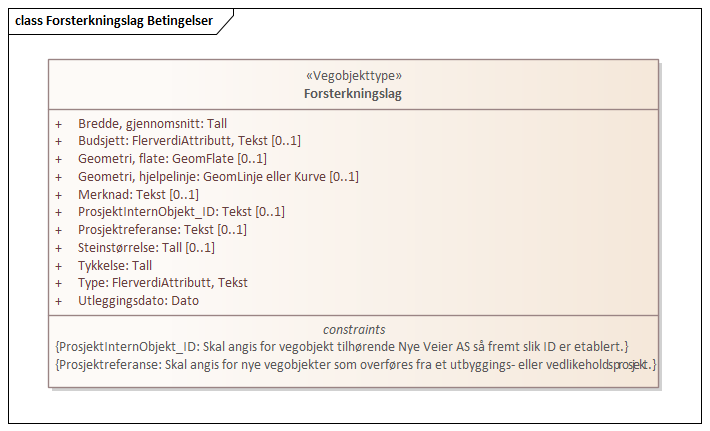 class Forsterkningslag Betingelser
«Vegobjekttype»
Forsterkningslag
+ Bredde, gjennomsnitt: Tall
+ Budsjett: FlerverdiAttributt, Tekst [0..1]
+ Geometri, flate: GeomFlate [0..1]
+ Geometri, hjelpelinje: GeomLinje eller Kurve [0..1]
+ Merknad: Tekst [0..1]
+ ProsjektInternObjekt_ID: Tekst [0..1]
+ Prosjektreferanse: Tekst [0..1]
+ Steinstørrelse: Tall [0..1]
+ Tykkelse: Tall
+ Type: FlerverdiAttributt, Tekst
+ Utleggingsdato: Dato
constraints
{ProsjektInternObjekt_ID: Skal angis for vegobjekt tilhørende Nye Veier AS så fremt slik ID er etablert.}
{Prosjektreferanse: Skal angis for nye vegobjekter som overføres fra et utbyggings- eller vedlikeholdsprosjekt.}